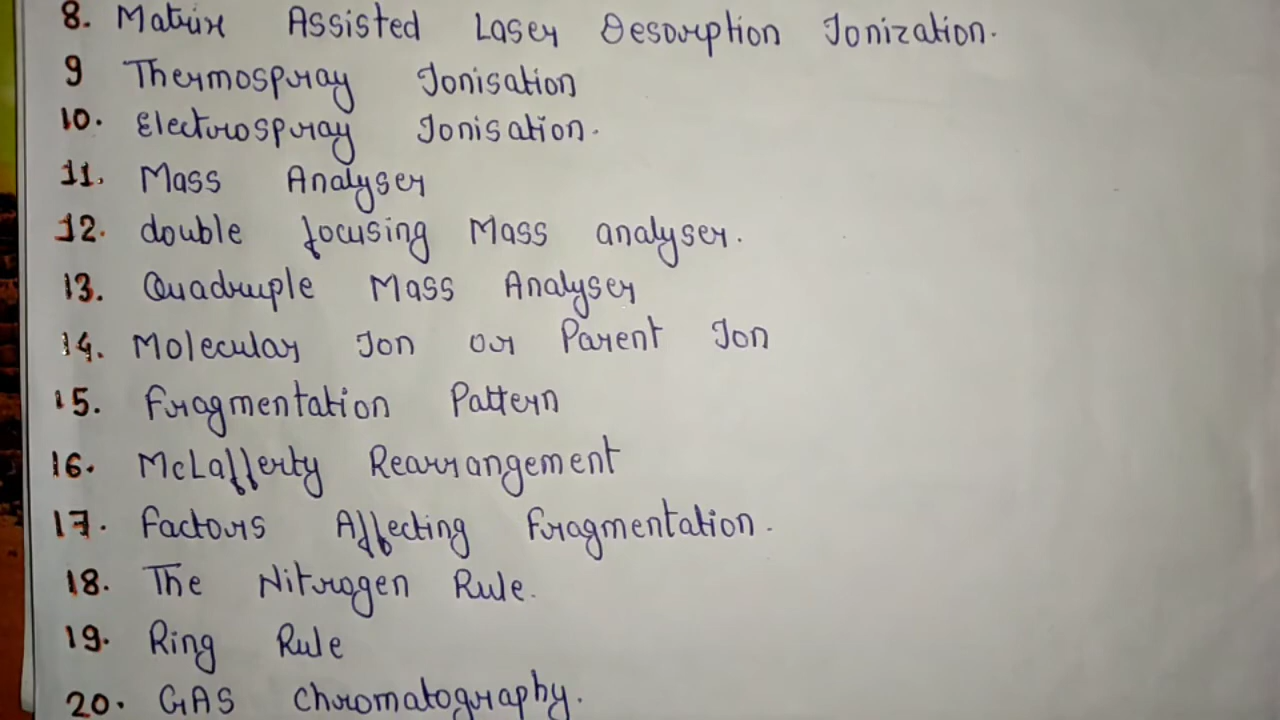 8. Matrix Assisted Laser Desorption Ionization.
9 Thermospray Ionisation
10. Electrospray Ionisation.
11. Mass Analyser
12. double focusing Mass analyser.
13. Quadruple Mass Analyser
14. Molecular Ion or Parent Ion
15. Fragmentation Pattern
16. McLafferty Rearrangement
17. Factors Affecting Fragmentation.
18. The Nitrogen Rule.
19. Ring Rule
20. GAS Chromatography.